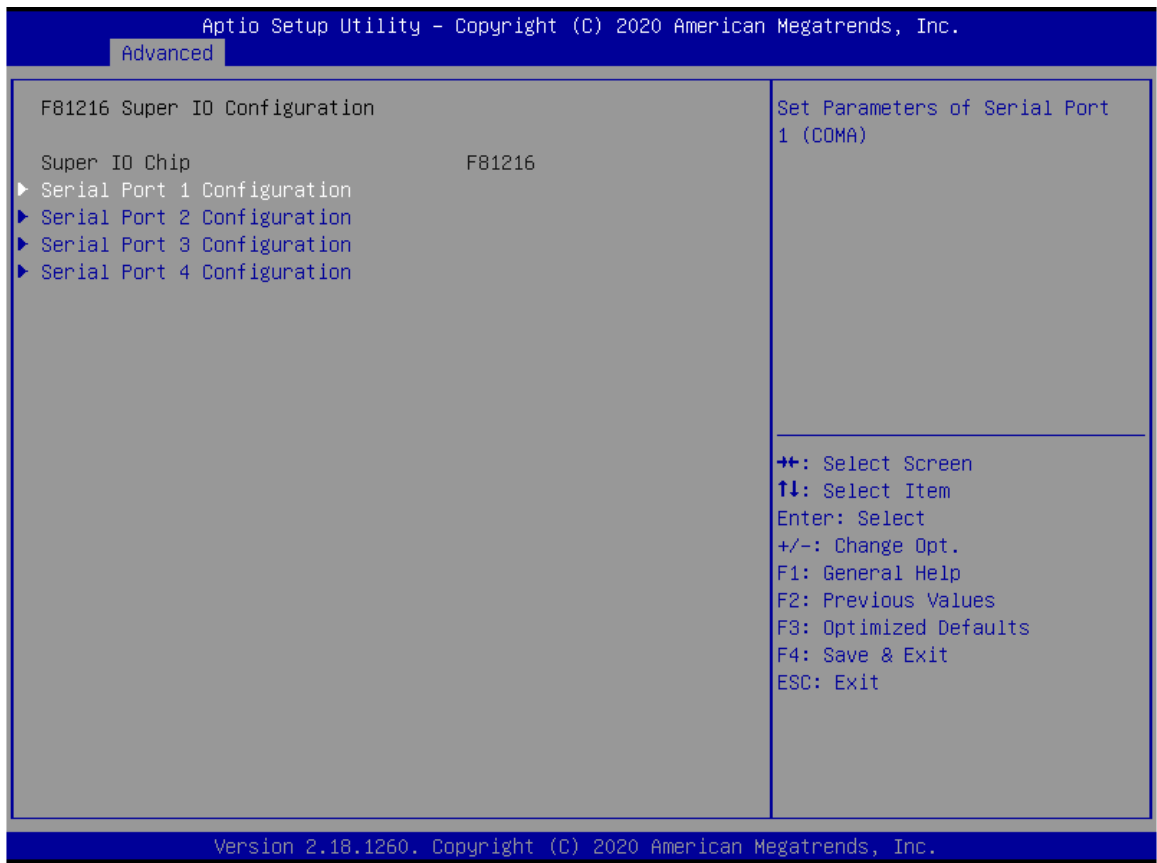 Aptio Setup Utility – Copyright (C) 2020 American Megatrends, Inc.
Advanced
F81216 Super IO Configuration
Super IO Chip F81216
Serial Port 1 Configuration
Serial Port 2 Configuration
Serial Port 3 Configuration
Serial Port 4 Configuration
Set Parameters of Serial Port
1 (COMA)
→←: Select Screen
↑↓: Select Item
Enter: Select
+/-: Change Opt.
F1: General Help
F2: Previous Values
F3: Optimized Defaults
F4: Save & Exit
ESC: Exit
Version 2.18.1260. Copyright (C) 2020 American Megatrends, Inc.